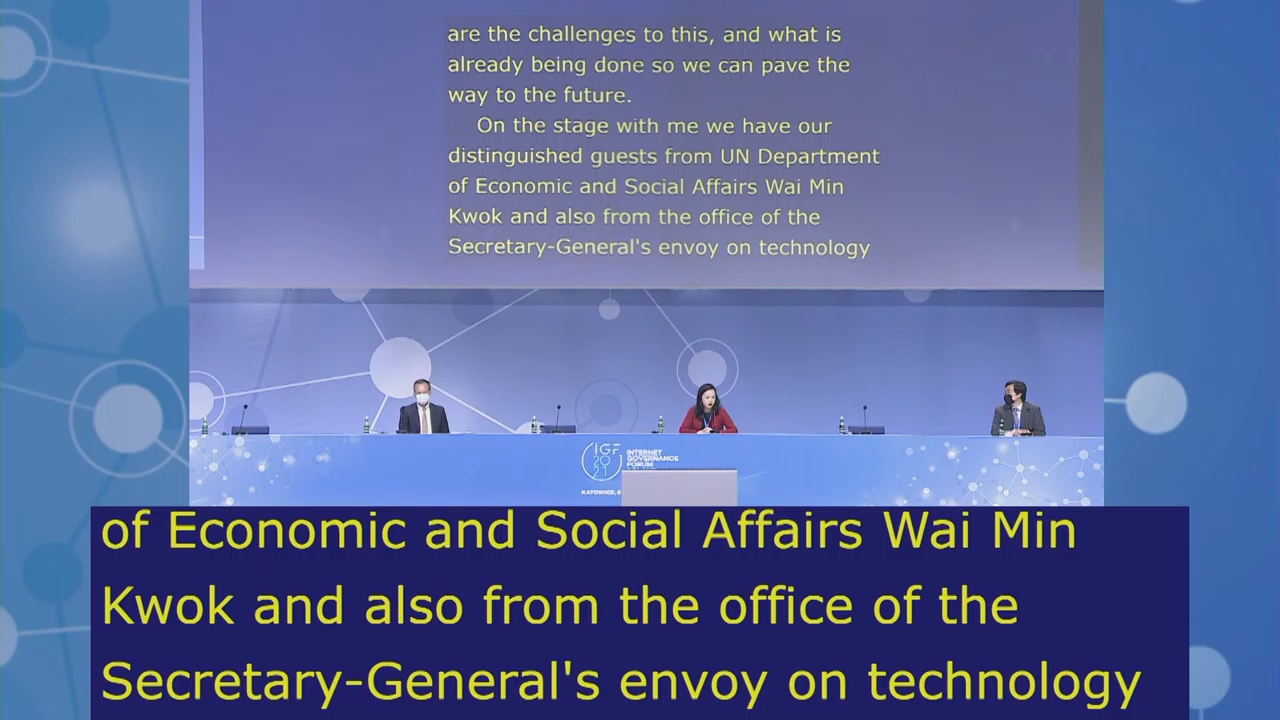 are the challenges to this, and what is
already being done so we can pave the
way to the future.
On the stage with me we have our
distinguished guests from UN Department
of Economic and Social Affairs Wai Min
Kwok and also from the office of the
Secretary-General's envoy on technology
IGF
20
21
INTERNET
GOVERNANCE
FORUM
KATOWICE,
of Economic and Social Affairs Wai Min
Kwok and also from the office of the
Secretary-General's envoy on technology